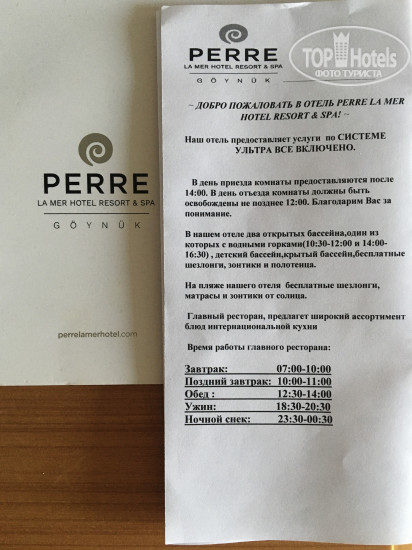 PERRE
LA MER HOTEL RESORT & SPA
GÖYNÜK
perrelamerhotel.com
PERRE
LA MER HOTEL RESORT & SPA
GÖYNÜK
TOPHotels
ФОТО ТУРИСТА
~ ДОБРО ПОЖАЛОВАТЬ В ОТЕЛЬ PERRE LA MER
HOTEL RESORT & SPA! ~
Наш отель предоставляет услуги по СИСТЕМЕ
УЛЬТРА ВСЕ ВКЛЮЧЕНО.
В день приезда комнаты предоставляются после
14:00. В день отъезда комнаты должны быть
освобождены не позднее 12:00. Благодарим Вас за
понимание.
В нашем отеле два открытых бассейна,один из
которых с водными горками(10:30-12:00 и 14:00-
16:30) , детский бассейн,крытый бассейн,бесплатные
шезлонги, зонтики и полотенца.
На пляже нашего отеля бесплатные шезлонги,
матрасы и зонтики от солнца.
Главный ресторан, предлагет широкий ассортимент
блюд интернациональной кухни
Время работы главного ресторана:
Завтрак: 07:00-10:00
Поздний завтрак: 10:00-11:00
Обед : 12:30-14:00
Ужин: 18:30-20:30
Ночной снек: 23:30-00:30